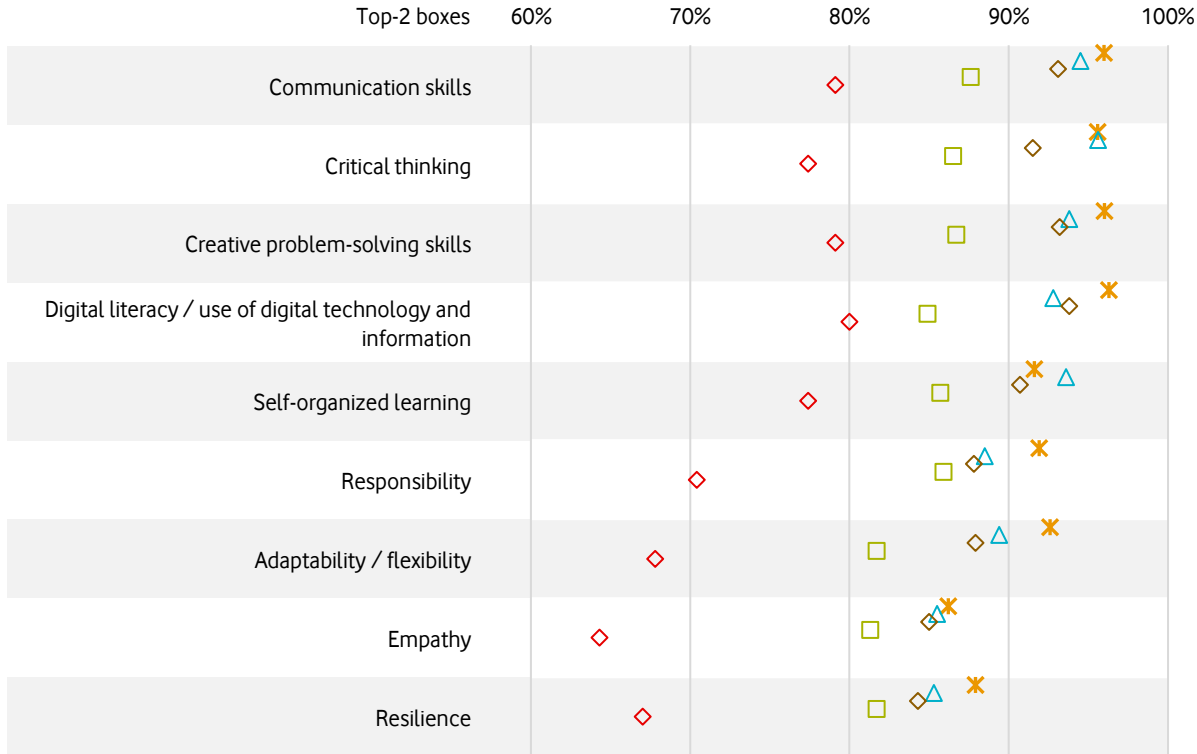 Top-2 boxes 60% 70% 80% 90% 100%
Communication skills
Critical thinking
Creative problem-solving skills
Digital literacy / use of digital technology and
information
Self-organized learning
Responsibility
Adaptability / flexibility
Empathy
Resilience